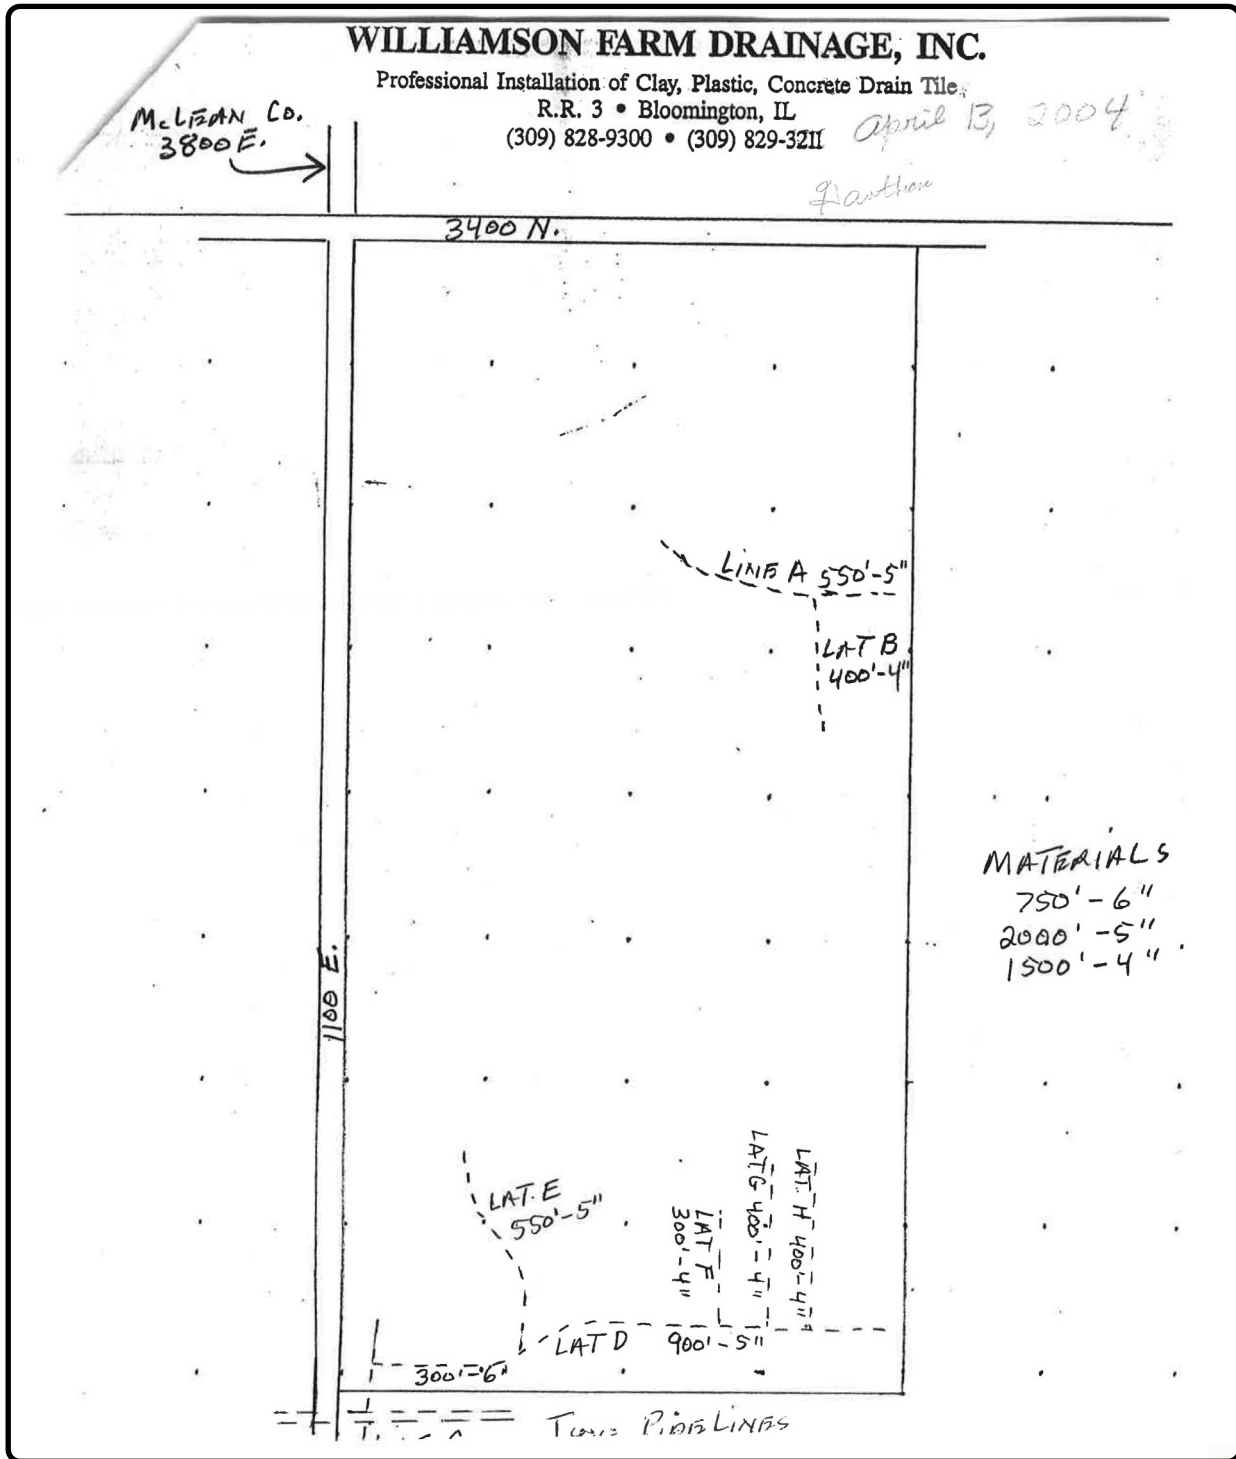 WILLIAMSON FARM DRAINAGE, INC.
Professional Installation of Clay, Plastic, Concrete Drain Tile
R.R. 3 • Bloomington, IL
(309) 828-9300 • (309) 829-3211
April 13, 2004
McLEAN Co.
3800 E.
3400 N.
LINE A 550'-5"
LAT B
400'-4"
MATERIALS
750'-6"
2000'-5"
1500'-4"
1100 E.
LAT. E
550'-5"
LAT F
300'-4"
LAT G 400'-4"
LAT. H 400'-4"
LAT D 900'-5"
300'-6"
PIPELINES